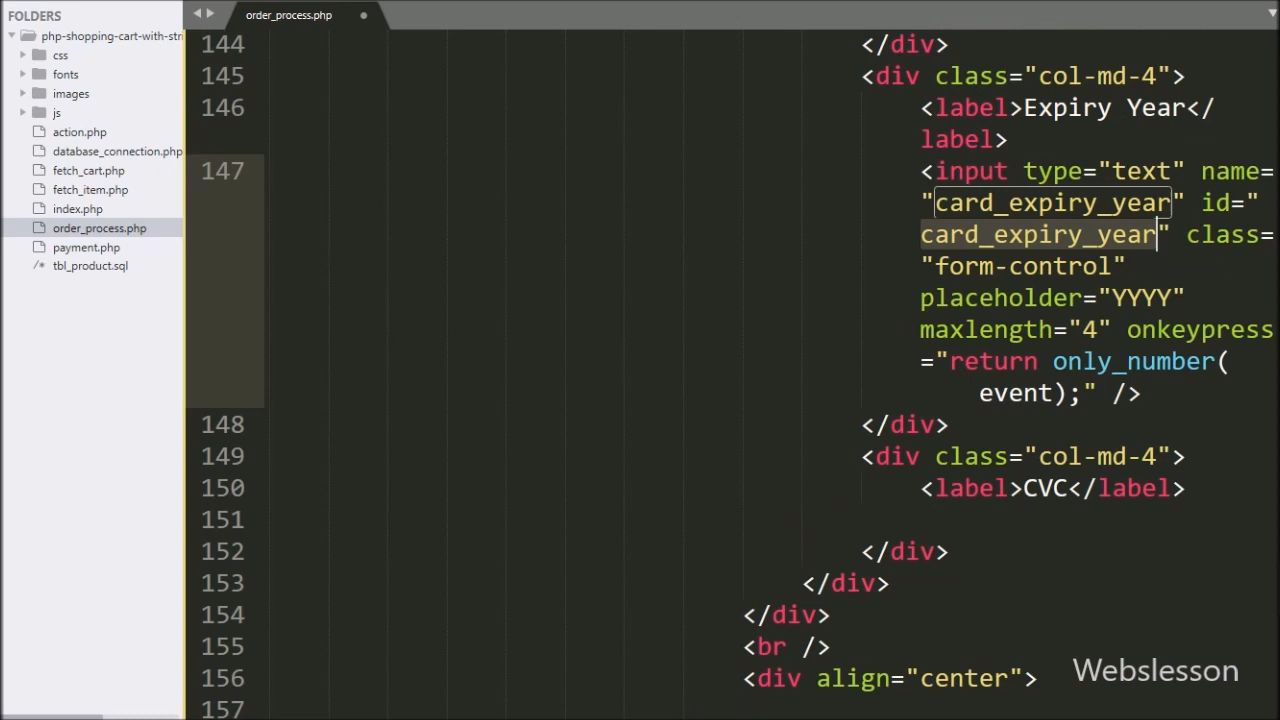 FOLDERS
php-shopping-cart-with-str
css
fonts
images
js
action.php
database_connection.php
fetch_cart.php
fetch_item.php
index.php
order_process.php
payment.php
/* tbl_product.sql
order_process.php
144 </div>
145 <div class="col-md-4">
146 <label>Expiry Year</
label>
147 <input type="text" name=
"card_expiry_year" id="
card_expiry_year" class=
"form-control"
placeholder="YYYY"
maxlength="4" onkeypress
="return only_number(
event);" />
148 </div>
149 <div class="col-md-4">
150 <label>CVC</label>
151
152 </div>
153 </div>
154 </div>
155 <br />
156 <div align="center">
157
Webslesson